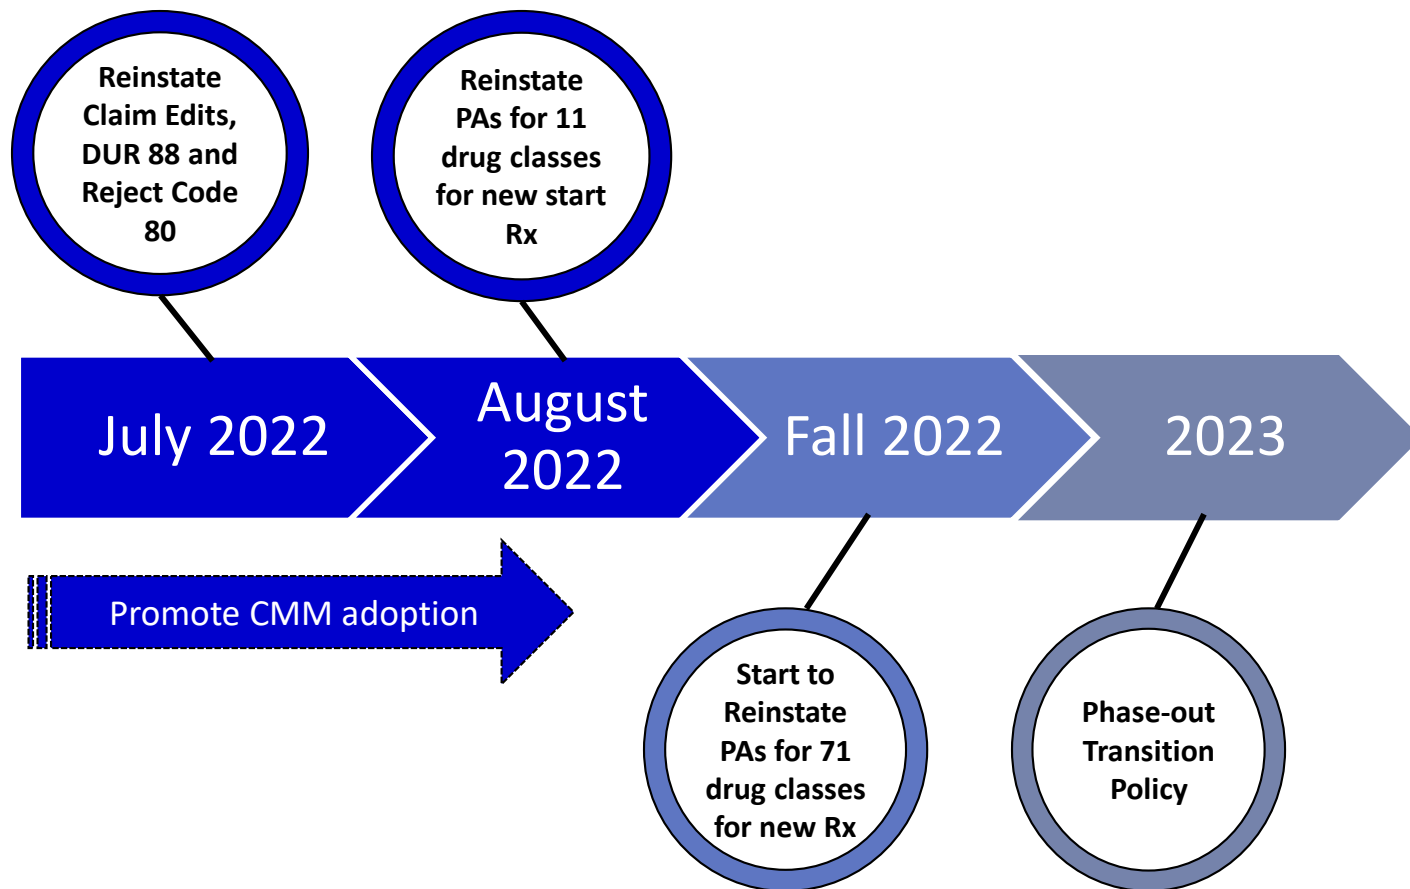 Reinstate
Claim Edits,
DUR 88 and
Reject Code
80
Reinstate
PAs for 11
drug classes
for new start
Rx
July 2022
August
2022
Fall 2022
2023
Promote CMM adoption
Start to
Reinstate
PAs for 71
drug classes
for new Rx
Phase-out
Transition
Policy